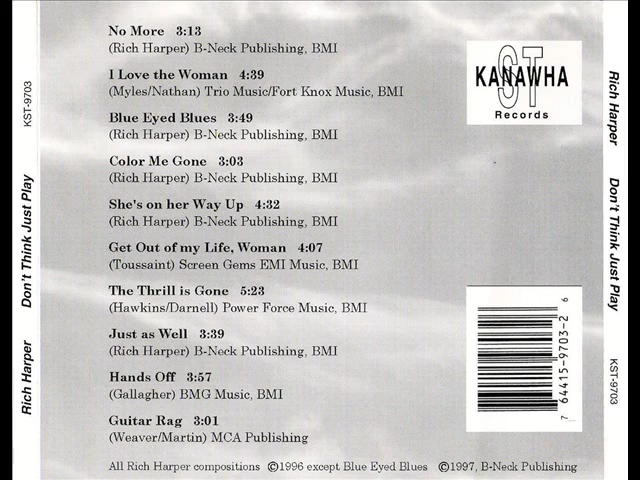 No More 3:13
(Rich Harper) B-Neck Publishing, BMI
I Love the Woman 4:39
(Myles/Nathan) Trio Music/Fort Knox Music, BMI
Blue Eyed Blues 3:49
(Rich Harper) B-Neck Publishing, BMI
Color Me Gone 3:03
(Rich Harper) B-Neck Publishing, BMI
She's on her Way Up 4:32
(Rich Harper) B-Neck Publishing, BMI
Get Out of my Life, Woman 4:07
(Toussaint) Screen Gems EMI Music, BMI
The Thrill is Gone 5:23
(Hawkins/Darnell) Power Force Music, BMI
Just as Well 3:39
(Rich Harper) B-Neck Publishing, BMI
Hands Off 3:57
(Gallagher) BMG Music, BMI
Guitar Rag 3:01
(Weaver/Martin) MCA Publishing
All Rich Harper compositions ©1996 except Blue Eyed Blues ©1997, B-Neck Publishing
KANAWHA
ST
Records
7 64415-9703-2 6
Rich Harper Don't Think Just Play KST-9703
Rich Harper Don't Think Just Play KST-9703